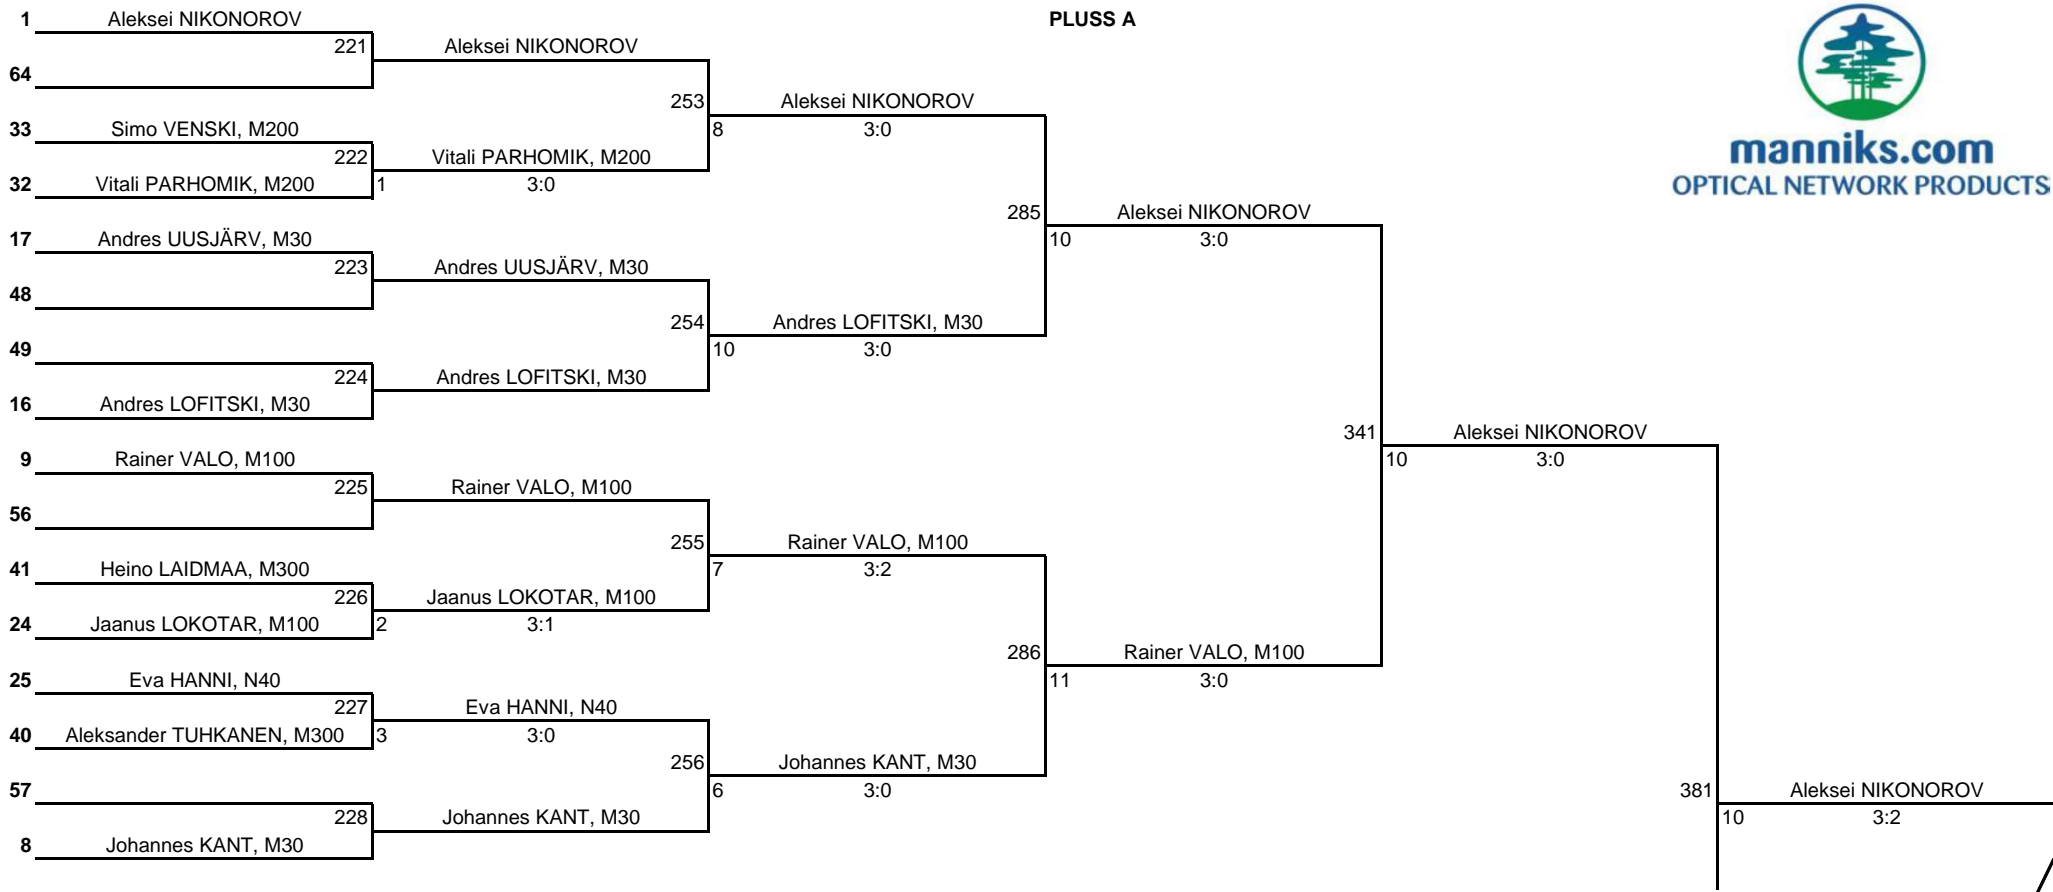 1 Aleksei NIKONOROV PLUSS A
221 Aleksei NIKONOROV
64
253 Aleksei NIKONOROV
33 Simo VENSKI, M200 8 3:0
222 Vitali PARHOMIK, M200
manniks.com
32 Vitali PARHOMIK, M200 1 3:0
OPTICAL NETWORK PRODUCTS
285 Aleksei NIKONOROV
17 Andres UUSJÄRV, M30 10 3:0
223 Andres UUSJÄRV, M30
48
254 Andres LOFITSKI, M30
49 10 3:0
224 Andres LOFITSKI, M30
16 Andres LOFITSKI, M30
341 Aleksei NIKONOROV
9 Rainer VALO, M100 10 3:0
225 Rainer VALO, M100
56
255 Rainer VALO, M100
41 Heino LAIDMAA, M300 7 3:2
226 Jaanus LOKOTAR, M100
24 Jaanus LOKOTAR, M100 2 3:1
286 Rainer VALO, M100
25 Eva HANNI, N40 11 3:0
227 Eva HANNI, N40
40 Aleksander TUHKANEN, M300 3 3:0
256 Johannes KANT, M30
57 6 3:0 381 Aleksei NIKONOROV
228 Johannes KANT, M30 10 3:2
8 Johannes KANT, M30